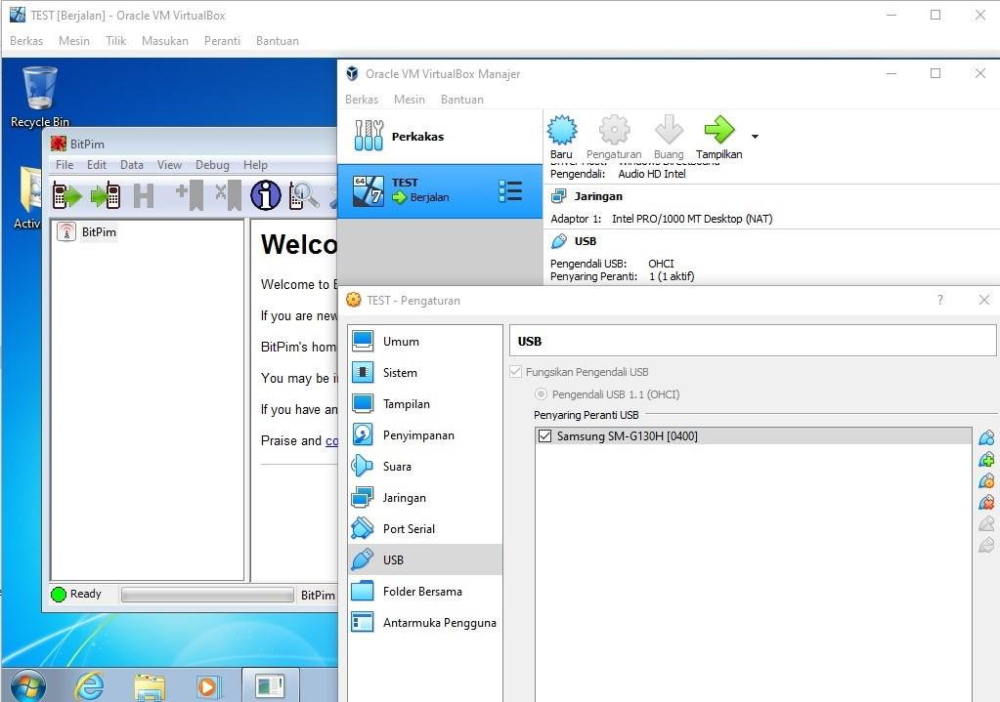 TEST [Berjalan] - Oracle VM VirtualBox
Berkas Mesin Tilik Masukan Peranti Bantuan
Recycle Bin
Activ
BitPim
File Edit Data View Debug Help
BitPim
Welco
Welcome to B
If you are new
BitPim's hom
You may be i
If you have an
Praise and co
Ready
BitPim
Oracle VM VirtualBox Manajer
Berkas Mesin Bantuan
Perkakas
64
7
TEST
Berjalan
Baru Pengaturan Buang Tampilkan
Pengendali: Audio HD Intel
Jaringan
Adaptor 1: Intel PRO/1000 MT Desktop (NAT)
USB
Pengendali USB: OHCI
Penyaring Peranti: 1 (1 aktif)
TEST - Pengaturan
?
Umum
Sistem
Tampilan
Penyimpanan
Suara
Jaringan
Port Serial
USB
Folder Bersama
Antarmuka Pengguna
USB
Fungsikan Pengendali USB
Pengendali USB 1.1 (OHCI)
Penyaring Peranti USB
Samsung SM-G130H [0400]